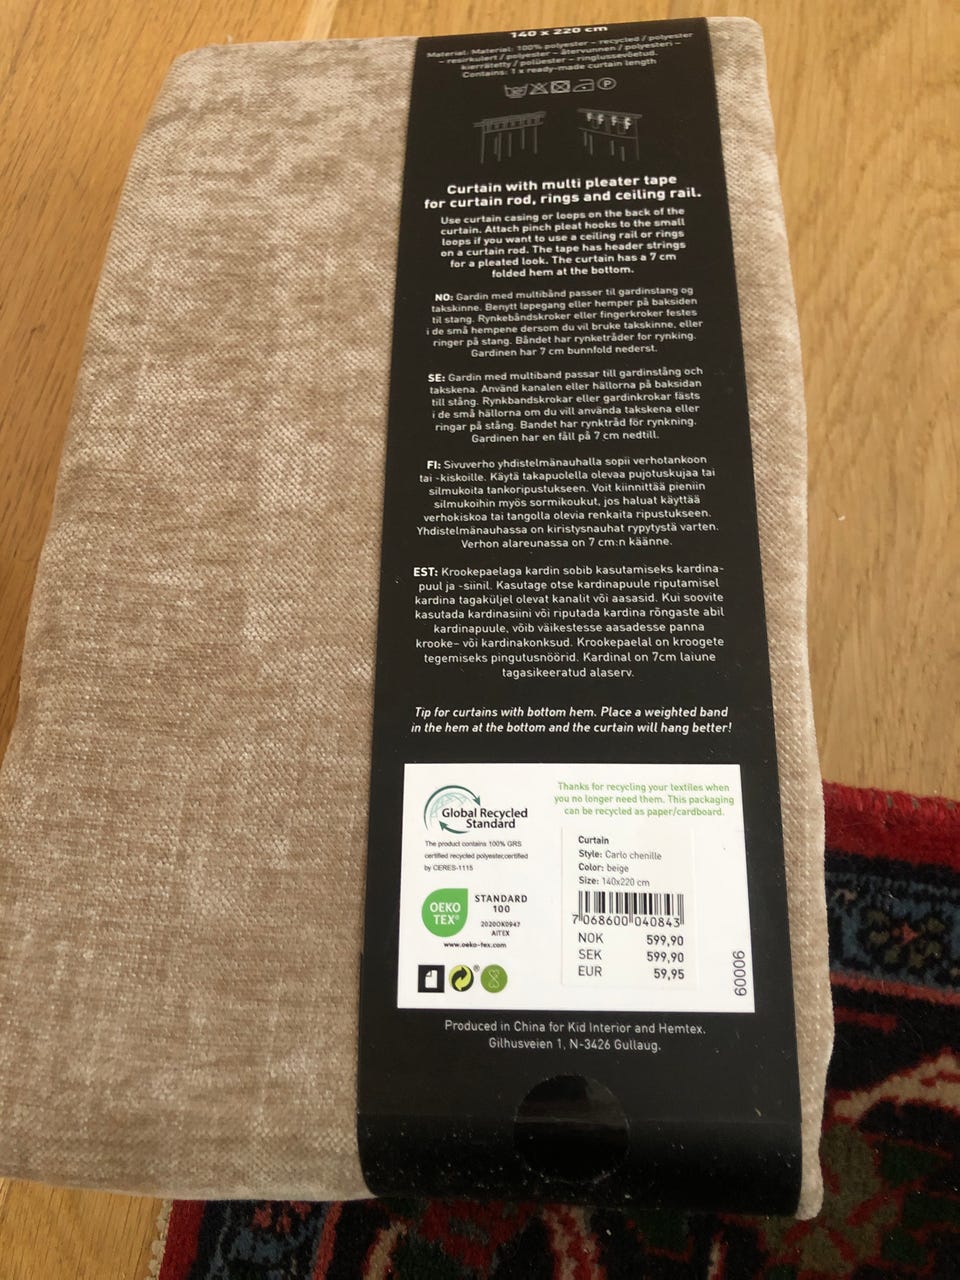 140 x 220 cm
Material: Material: 100% polyester – recycled / polyester
– resirkulert / polyester – återvunnen / polyesteri –
kierrätetty / polüester – ringlussevõetud.
Contains: 1 x ready-made curtain length
P
Curtain with multi pleater tape
for curtain rod, rings and ceiling rail.
Use curtain casing or loops on the back of the
curtain. Attach pinch pleat hooks to the small
loops if you want to use a ceiling rail or rings
on a curtain rod. The tape has header strings
for a pleated look. The curtain has a 7 cm
folded hem at the bottom.
NO: Gardin med multibånd passer til gardinstang og
takskinne. Benytt løpegang eller hemper på baksiden
til stang. Rynkebåndskroker eller fingerkroker festes
i de små hempene dersom du vil bruke takskinne, eller
ringer på stang. Båndet har rynketråder for rynking.
Gardinen har 7 cm bunnfold nederst.
SE: Gardin med multiband passar till gardinstång och
takskena. Använd kanalen eller hällorna på baksidan
till stång. Rynkbandskrokar eller gardinkrokar fästs
i de små hällorna om du vill använda takskena eller
ringar på stång. Bandet har rynktråd för rynkning.
Gardinen har en fåll på 7 cm nedtill.
FI: Sivuverho yhdistelmänauhalla sopii verhotankoon
tai -kiskoille. Käytä takapuolella olevaa pujotuskujaa tai
silmukoita tankoripustukseen. Voit kiinnittää pieniin
silmukoihin myös sormikoukut, jos haluat käyttää
verhokiskoa tai tangolla olevia renkaita ripustukseen.
Yhdistelmänauhassa on kiristysnauhat rypytystä varten.
Verhon alareunassa on 7 cm:n käänne.
EST: Krookepaelaga kardin sobib kasutamiseks kardina-
puul ja -siinil. Kasutage otse kardinapuule riputamisel
kardina tagaküljel olevat kanalit või aasasid. Kui soovite
kasutada kardinasiini või riputada kardina rõngaste abil
kardinapuule, võib väikestesse aasadesse panna
krooke- või kardinakonksud. Krookepaelal on kroogete
tegemiseks pingutusnöörid. Kardinal on 7cm laiune
tagasikeeratud alaserv.
Tip for curtains with bottom hem. Place a weighted band
in the hem at the bottom and the curtain will hang better!
Global Recycled
Standard
The product contains 100% GRS
certified recycled polyester,certified
by CERES-1115
Thanks for recycling your textiles when
you no longer need them. This packaging
can be recycled as paper/cardboard.
OEKO
TEX®
STANDARD
100
2020OK0947
AITEX
www.oeko-tex.com
®
Curtain
Style: Carlo chenille
Color: beige
Size: 140x220 cm
7 068600 040843
NOK 599,90
SEK 599,90
EUR 59,95
60006
Produced in China for Kid Interior and Hemtex.
Gilhusveien 1, N-3426 Gullaug.